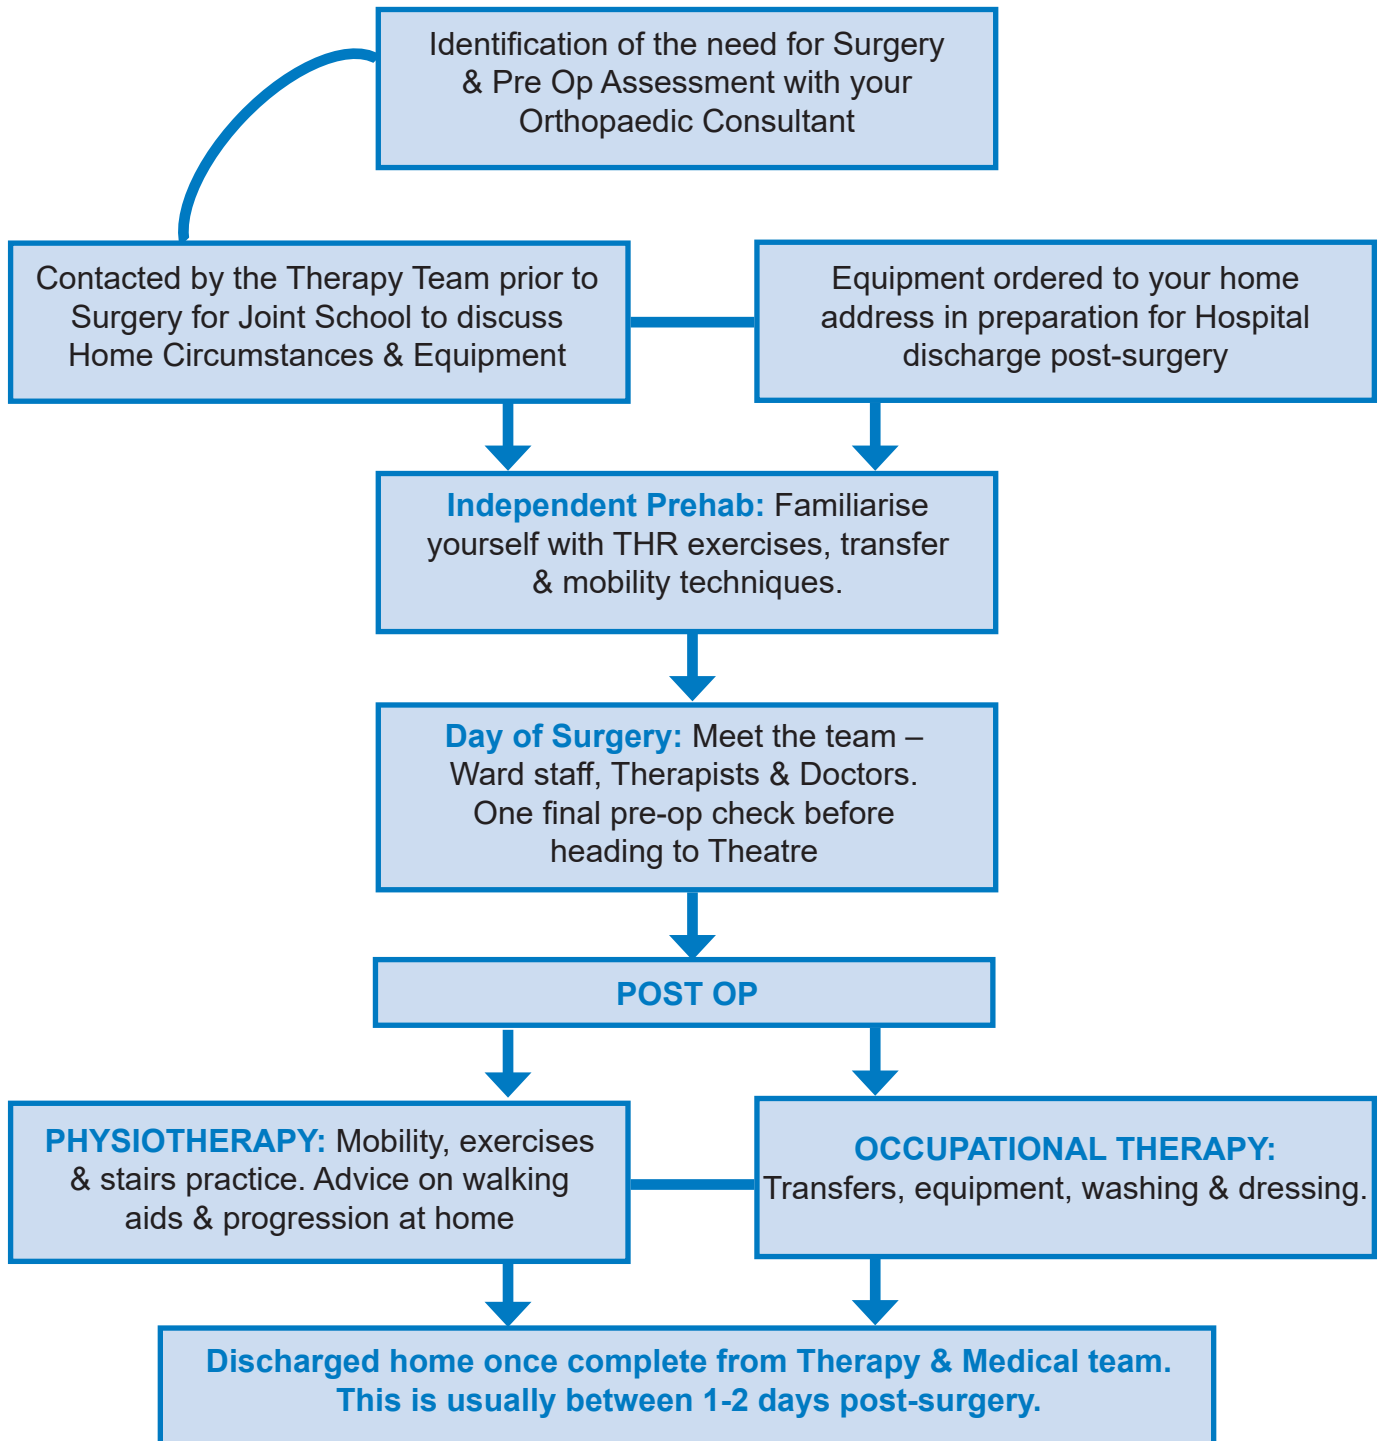 Identification of the need for Surgery
& Pre Op Assessment with your
Orthopaedic Consultant
Contacted by the Therapy Team prior to
Surgery for Joint School to discuss
Home Circumstances & Equipment
Equipment ordered to your home
address in preparation for Hospital
discharge post-surgery
Independent Prehab: Familiarise
yourself with THR exercises, transfer
& mobility techniques.
Day of Surgery: Meet the team –
Ward staff, Therapists & Doctors.
One final pre-op check before
heading to Theatre
POST OP
PHYSIOTHERAPY: Mobility, exercises
& stairs practice. Advice on walking
aids & progression at home
OCCUPATIONAL THERAPY:
Transfers, equipment, washing & dressing.
Discharged home once complete from Therapy & Medical team.
This is usually between 1-2 days post-surgery.